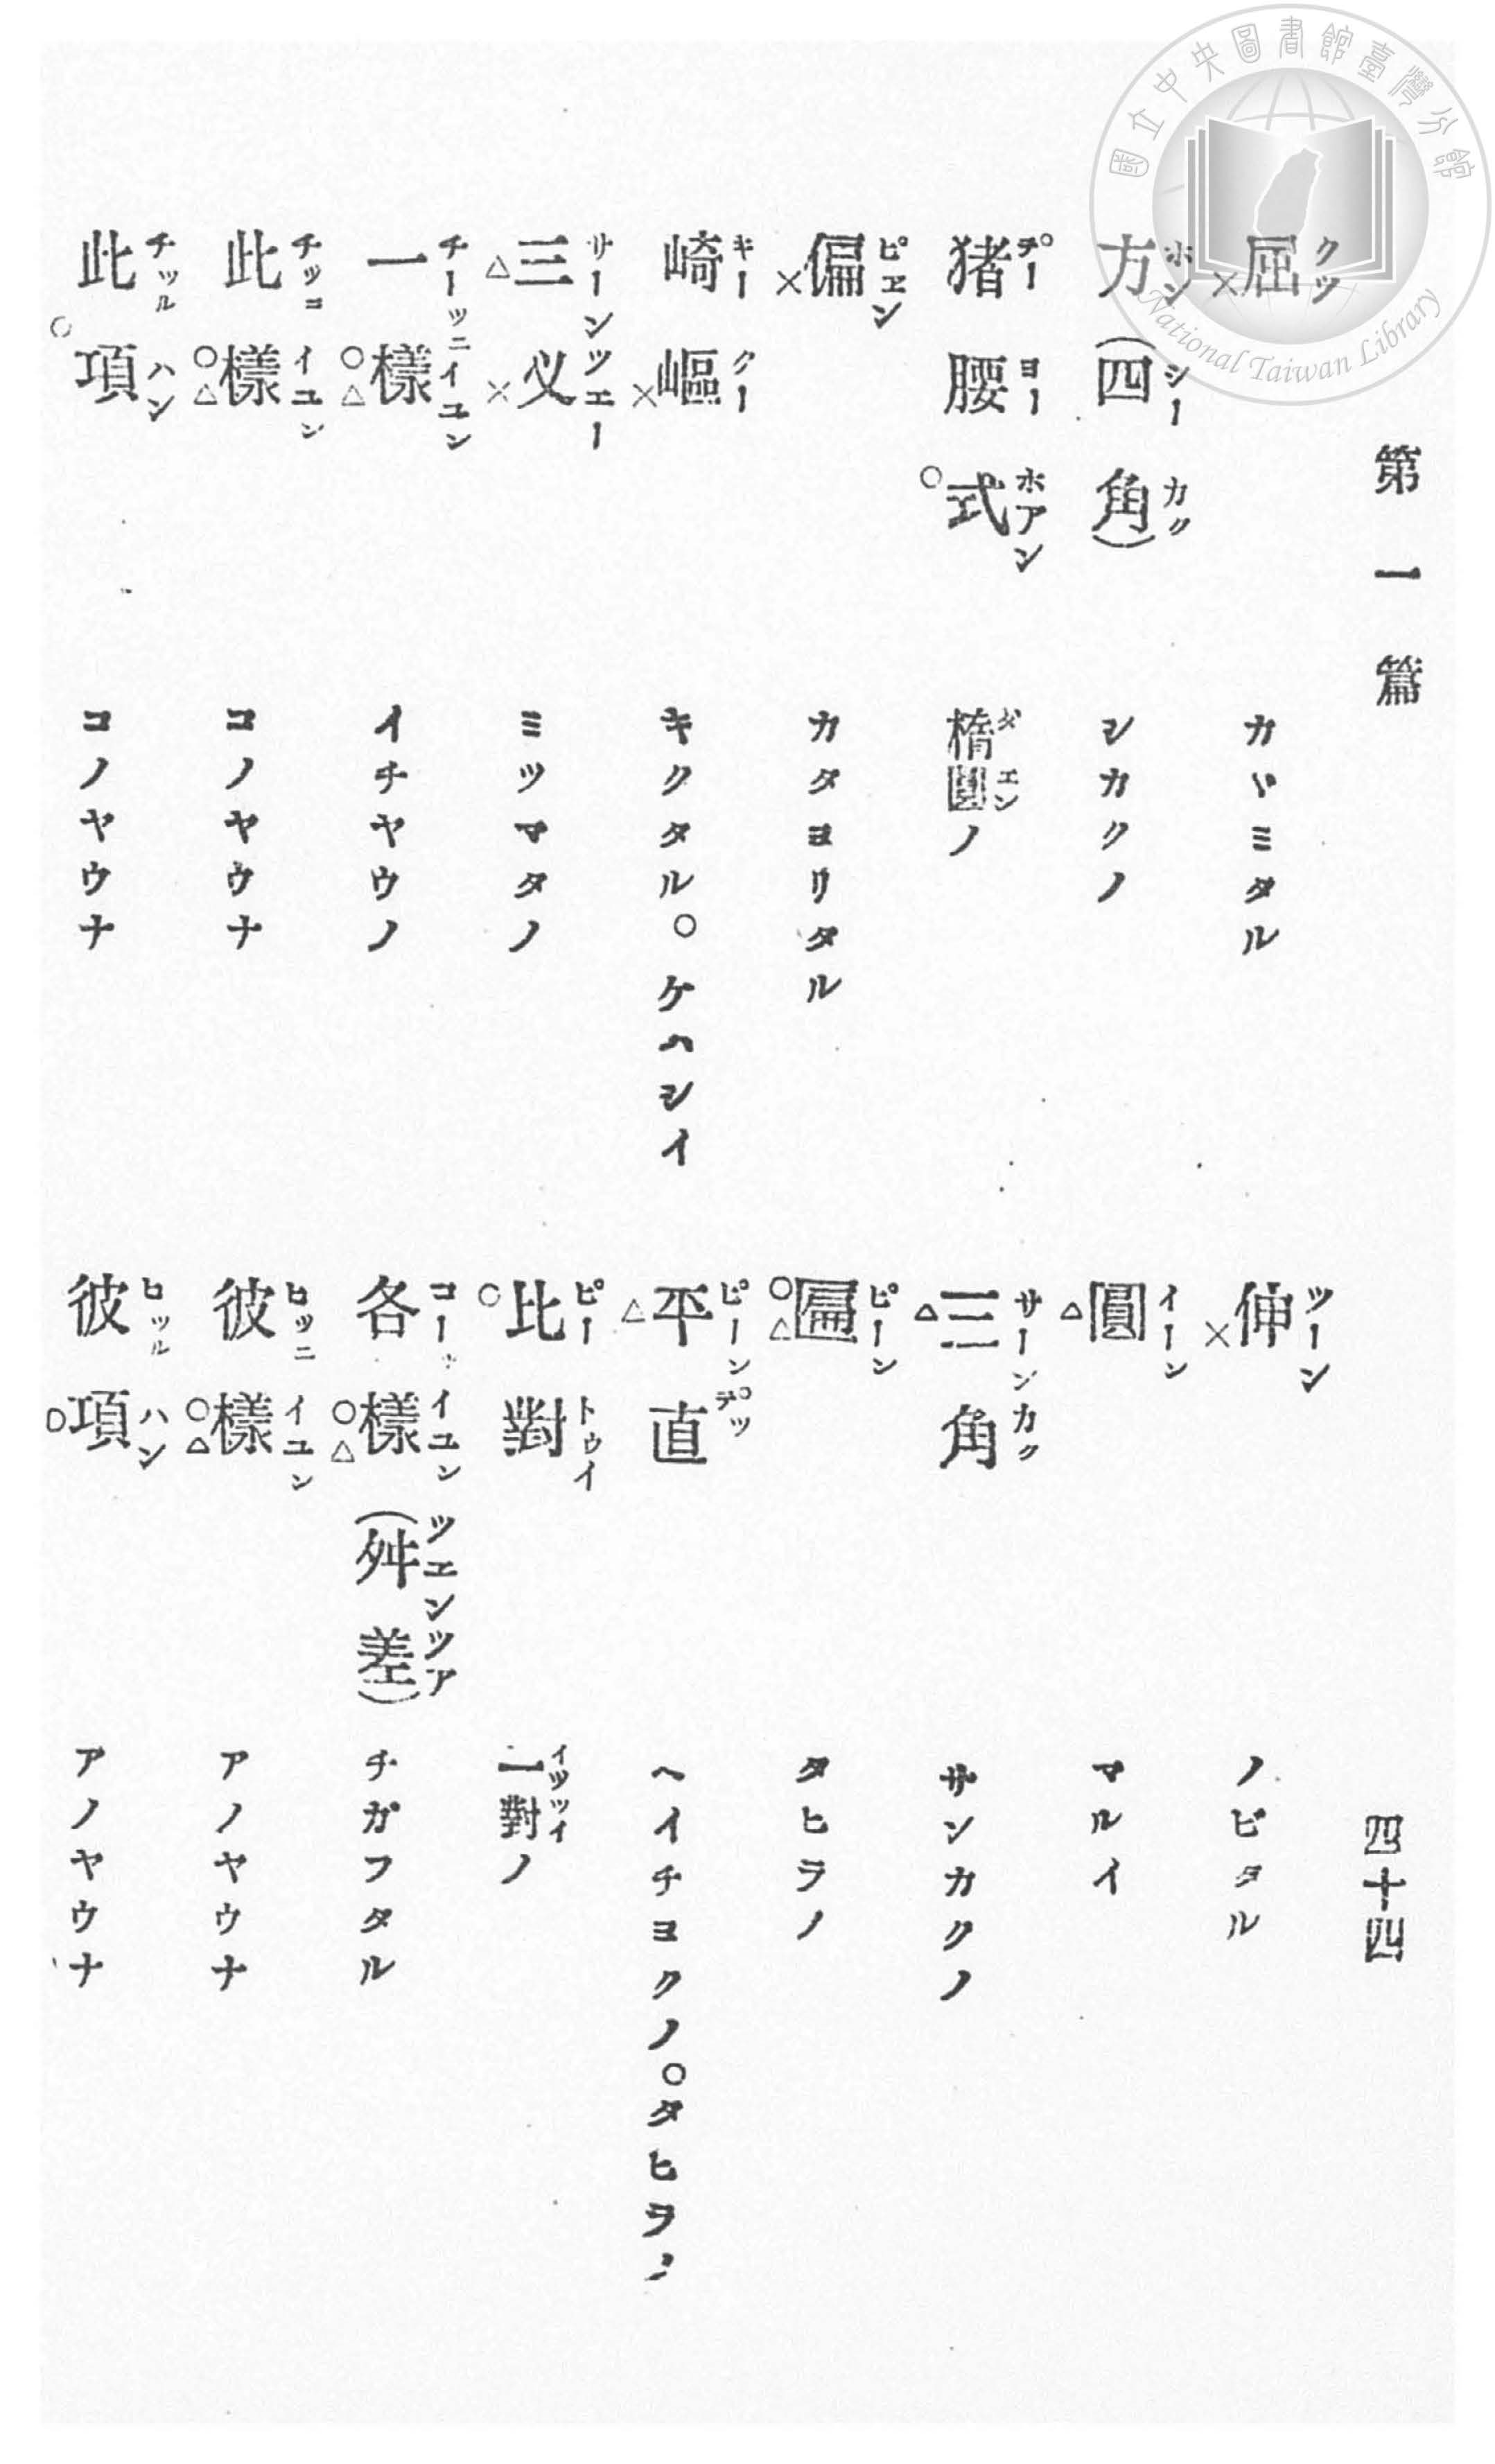 第一篇
四十四
屈 クツ カヾミタル
方(四角) ホン シー カク シカクノ
猪腰式 チ゚ー ヨー ホアン 楕圓ノ ダ エン
偏 ピエン カタヨリタル
崎嶇 キー クー キクタル○ケハシイ
三义 サーン ツエー ミツマタノ
一樣 チーッニイユン イチヤウノ
此樣 チッコ イユン コノヤウナ
此項 チッル ハン コノヤウナ
伸 ツーン ノビタル
圓 イーン マルイ
三角 サーン カク サンカクノ
匾 ピーン タヒラノ
平直 ピーン テ゚ッ ヘイチヨクノ○タヒラノ
比對 ピー トウイ 一對ノ イッツイ
各樣(舛差) コー イユン ツエン ツア チガフタル
彼樣 ヒッニ イユン アノヤウナ
彼項 ヒッル ハン アノヤウナ
國立中央圖書館臺灣分館
National Taiwan Library